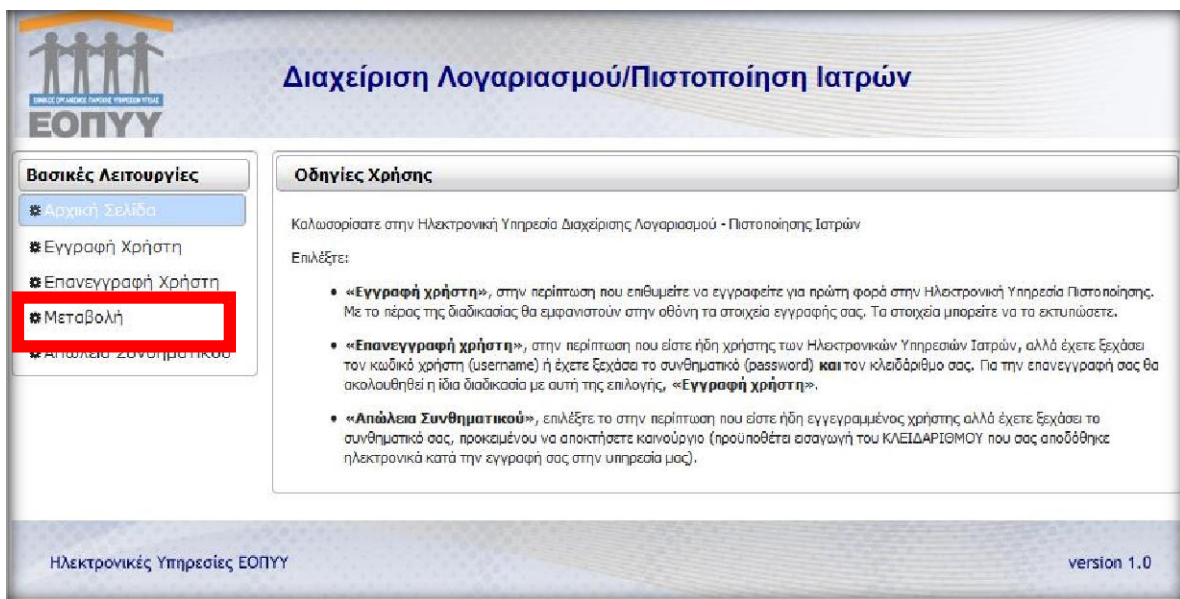 Διαχείριση Λογαριασμού/Πιστοποίηση Ιατρών
ΕΘΝΙΚΟΣ ΟΡΓΑΝΙΣΜΟΣ ΠΑΡΟΧΗΣ ΥΠΗΡΕΣΙΩΝ ΥΓΕΙΑΣ
ΕΟΠΥΥ
Βασικές Λειτουργίες
Αρχική Σελίδα
Εγγραφή Χρήστη
Επανεγγραφή Χρήστη
Μεταβολή
Απώλεια Συνθηματικού
Οδηγίες Χρήσης
Καλωσορίσατε στην Ηλεκτρονική Υπηρεσία Διαχείρισης Λογαριασμού - Πιστοποίησης Ιατρών
Επιλέξτε:
• «Εγγραφή χρήστη», στην περίπτωση που επιθυμείτε να εγγραφείτε για πρώτη φορά στην Ηλεκτρονική Υπηρεσία Πιστοποίησης.
Με το πέρας της διαδικασίας θα εμφανιστούν στην οθόνη τα στοιχεία εγγραφής σας. Τα στοιχεία μπορείτε να τα εκτυπώσετε.
• «Επανεγγραφή χρήστη», στην περίπτωση που είστε ήδη χρήστης των Ηλεκτρονικών Υπηρεσιών Ιατρών, αλλά έχετε ξεχάσει
τον κωδικό χρήστη (username) ή έχετε ξεχάσει το συνθηματικό (password) και τον κλειδάριθμο σας. Για την επανεγγραφή σας θα
ακολουθηθεί η ίδια διαδικασία με αυτή της επιλογής, «Εγγραφή χρήστη».
• «Απώλεια Συνθηματικού», επιλέξτε το στην περίπτωση που είστε ήδη εγγεγραμμένος χρήστης αλλά έχετε ξεχάσει το
συνθηματικό σας, προκειμένου να αποκτήσετε καινούργιο (προϋποθέτει εισαγωγή του ΚΛΕΙΔΑΡΙΘΜΟΥ που σας αποδόθηκε
ηλεκτρονικά κατά την εγγραφή σας στην υπηρεσία μας).
Ηλεκτρονικές Υπηρεσίες ΕΟΠΥΥ
version 1.0